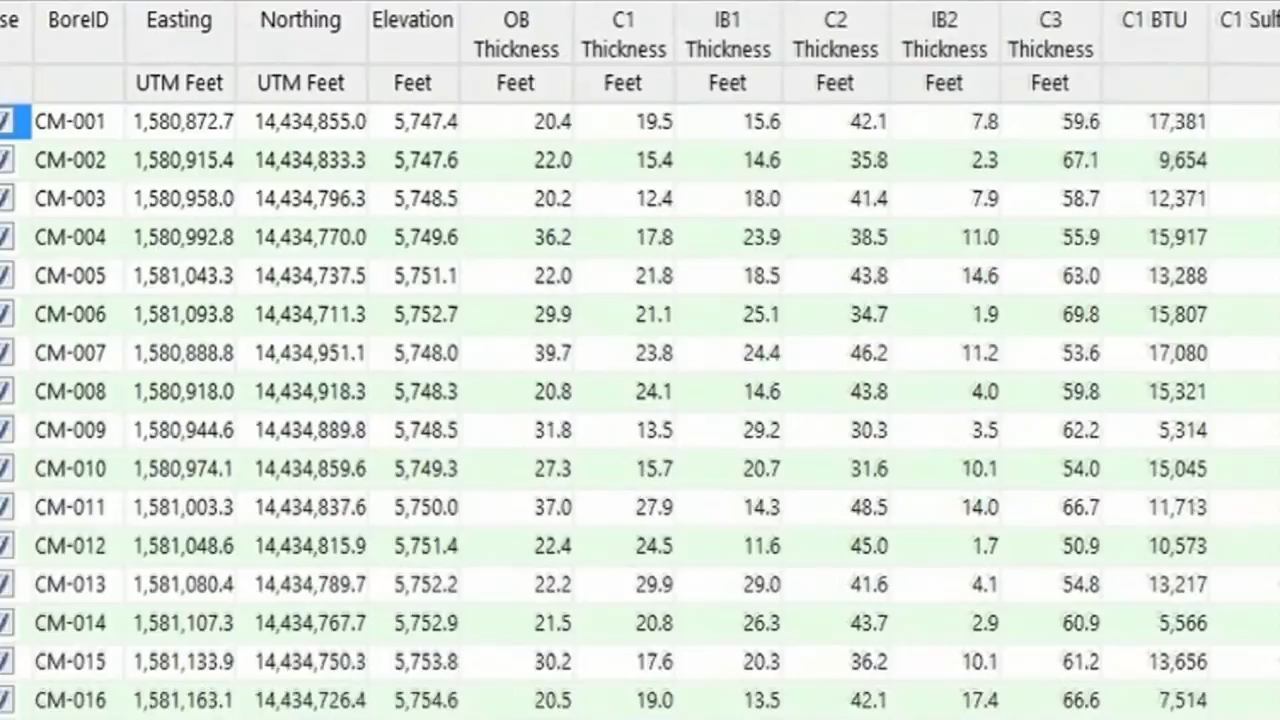 se BoreID Easting Northing Elevation OB C1 IB1 C2 IB2 C3 C1 BTU C1 Sulf
Thickness Thickness Thickness Thickness Thickness Thickness
UTM Feet UTM Feet Feet Feet Feet Feet Feet Feet Feet
CM-001 1,580,872.7 14,434,855.0 5,747.4 20.4 19.5 15.6 42.1 7.8 59.6 17,381
CM-002 1,580,915.4 14,434,833.3 5,747.6 22.0 15.4 14.6 35.8 2.3 67.1 9,654
CM-003 1,580,958.0 14,434,796.3 5,748.5 20.2 12.4 18.0 41.4 7.9 58.7 12,371
CM-004 1,580,992.8 14,434,770.0 5,749.6 36.2 17.8 23.9 38.5 11.0 55.9 15,917
CM-005 1,581,043.3 14,434,737.5 5,751.1 22.0 21.8 18.5 43.8 14.6 63.0 13,288
CM-006 1,581,093.8 14,434,711.3 5,752.7 29.9 21.1 25.1 34.7 1.9 69.8 15,807
CM-007 1,580,888.8 14,434,951.1 5,748.0 39.7 23.8 24.4 46.2 11.2 53.6 17,080
CM-008 1,580,918.0 14,434,918.3 5,748.3 20.8 24.1 14.6 43.8 4.0 59.8 15,321
CM-009 1,580,944.6 14,434,889.8 5,748.5 31.8 13.5 29.2 30.3 3.5 62.2 5,314
CM-010 1,580,974.1 14,434,859.6 5,749.3 27.3 15.7 20.7 31.6 10.1 54.0 15,045
CM-011 1,581,003.3 14,434,837.6 5,750.0 37.0 27.9 14.3 48.5 14.0 66.7 11,713
CM-012 1,581,048.6 14,434,815.9 5,751.4 22.4 24.5 11.6 45.0 1.7 50.9 10,573
CM-013 1,581,080.4 14,434,789.7 5,752.2 22.2 29.9 29.0 41.6 4.1 54.8 13,217
CM-014 1,581,107.3 14,434,767.7 5,752.9 21.5 20.8 26.3 43.7 2.9 60.9 5,566
CM-015 1,581,133.9 14,434,750.3 5,753.8 30.2 17.6 20.3 36.2 10.1 61.2 13,656
CM-016 1,581,163.1 14,434,726.4 5,754.6 20.5 19.0 13.5 42.1 17.4 66.6 7,514